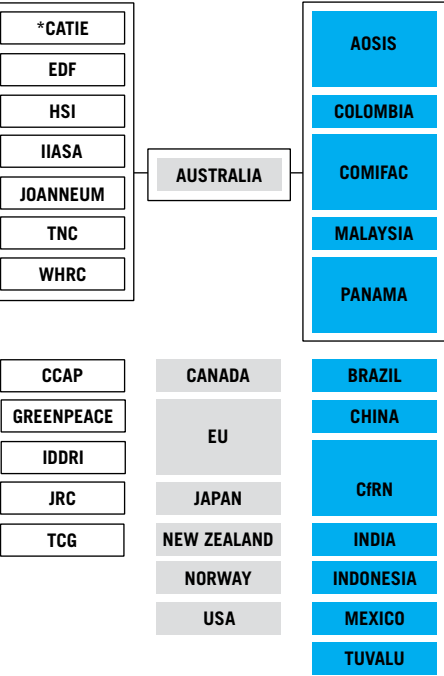 *CATIE
EDF
HSI
IIASA
JOANNEUM
TNC
WHRC
AUSTRALIA
AOSIS
COLOMBIA
COMIFAC
MALAYSIA
PANAMA
CCAP
GREENPEACE
IDDRI
JRC
TCG
CANADA
EU
JAPAN
NEW ZEALAND
NORWAY
USA
BRAZIL
CHINA
CfRN
INDIA
INDONESIA
MEXICO
TUVALU